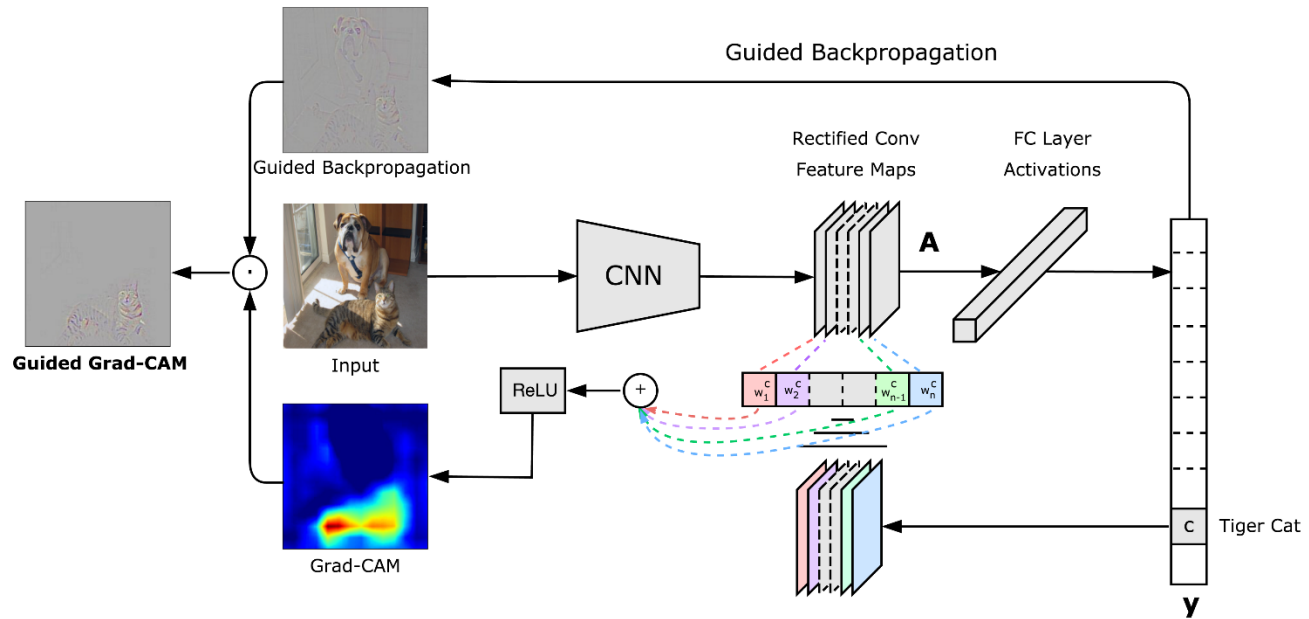 Guided Backpropagation
Guided Backpropagation
Rectified Conv
Feature Maps
FC Layer
Activations
A
CNN
Guided Grad-CAM
Input
ReLU
+
w₁ᶜ w₂ᶜ wₙ₋₁ᶜ wₙᶜ
Grad-CAM
c
Tiger Cat
y